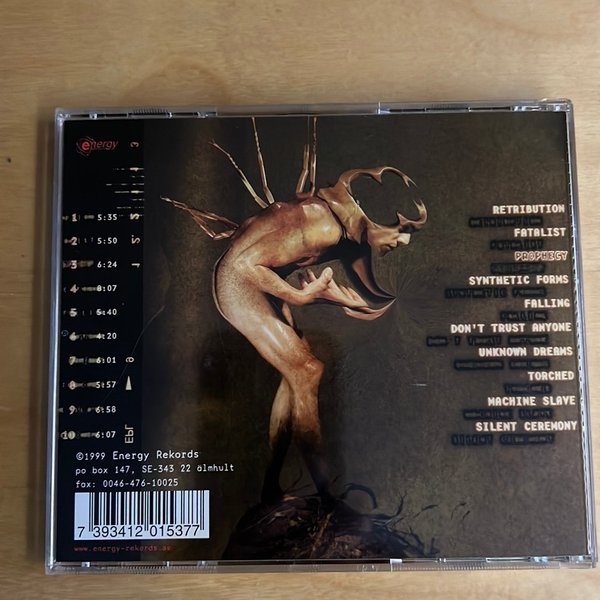 energy
1 5:35
2 5:50
3 6:24
4 8:07
5 5:40
6 4:20
7 6:01
8 5:57
9 6:58
10 6:07
RETRIBUTION
FATALIST
PROPHECY
SYNTHETIC FORMS
FALLING
DON'T TRUST ANYONE
UNKNOWN DREAMS
TORCHED
MACHINE SLAVE
SILENT CEREMONY
©1999 Energy Rekords
po box 147, SE-343 22 älmhult
fax: 0046-476-10025
7 393412 015377
www.energy-rekords.se